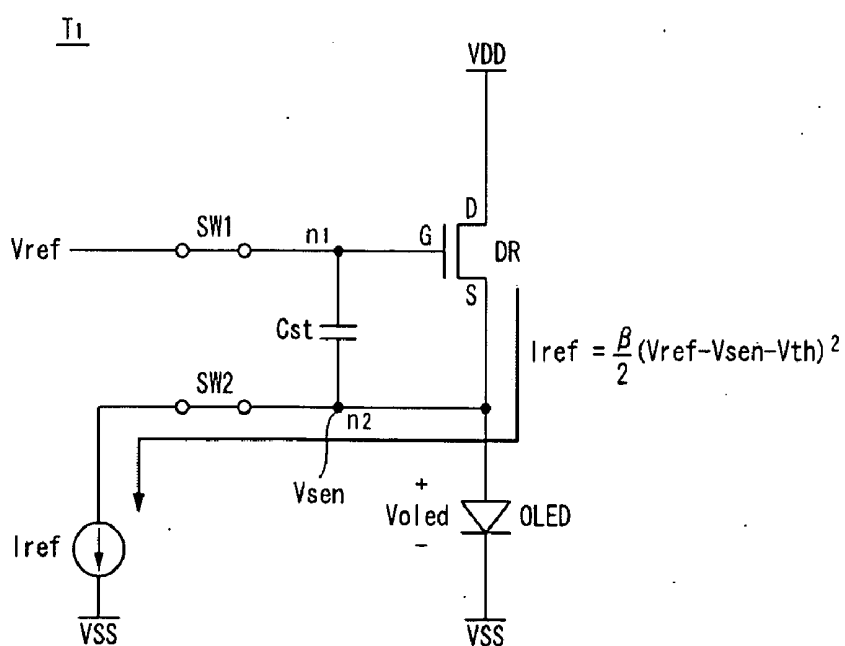 T1
VDD
D
SW1
n1
G
DR
Vref
S
Cst
Iref = β/2 (Vref-Vsen-Vth)²
SW2
n2
Vsen
+
Voled
OLED
−
Iref
VSS
VSS